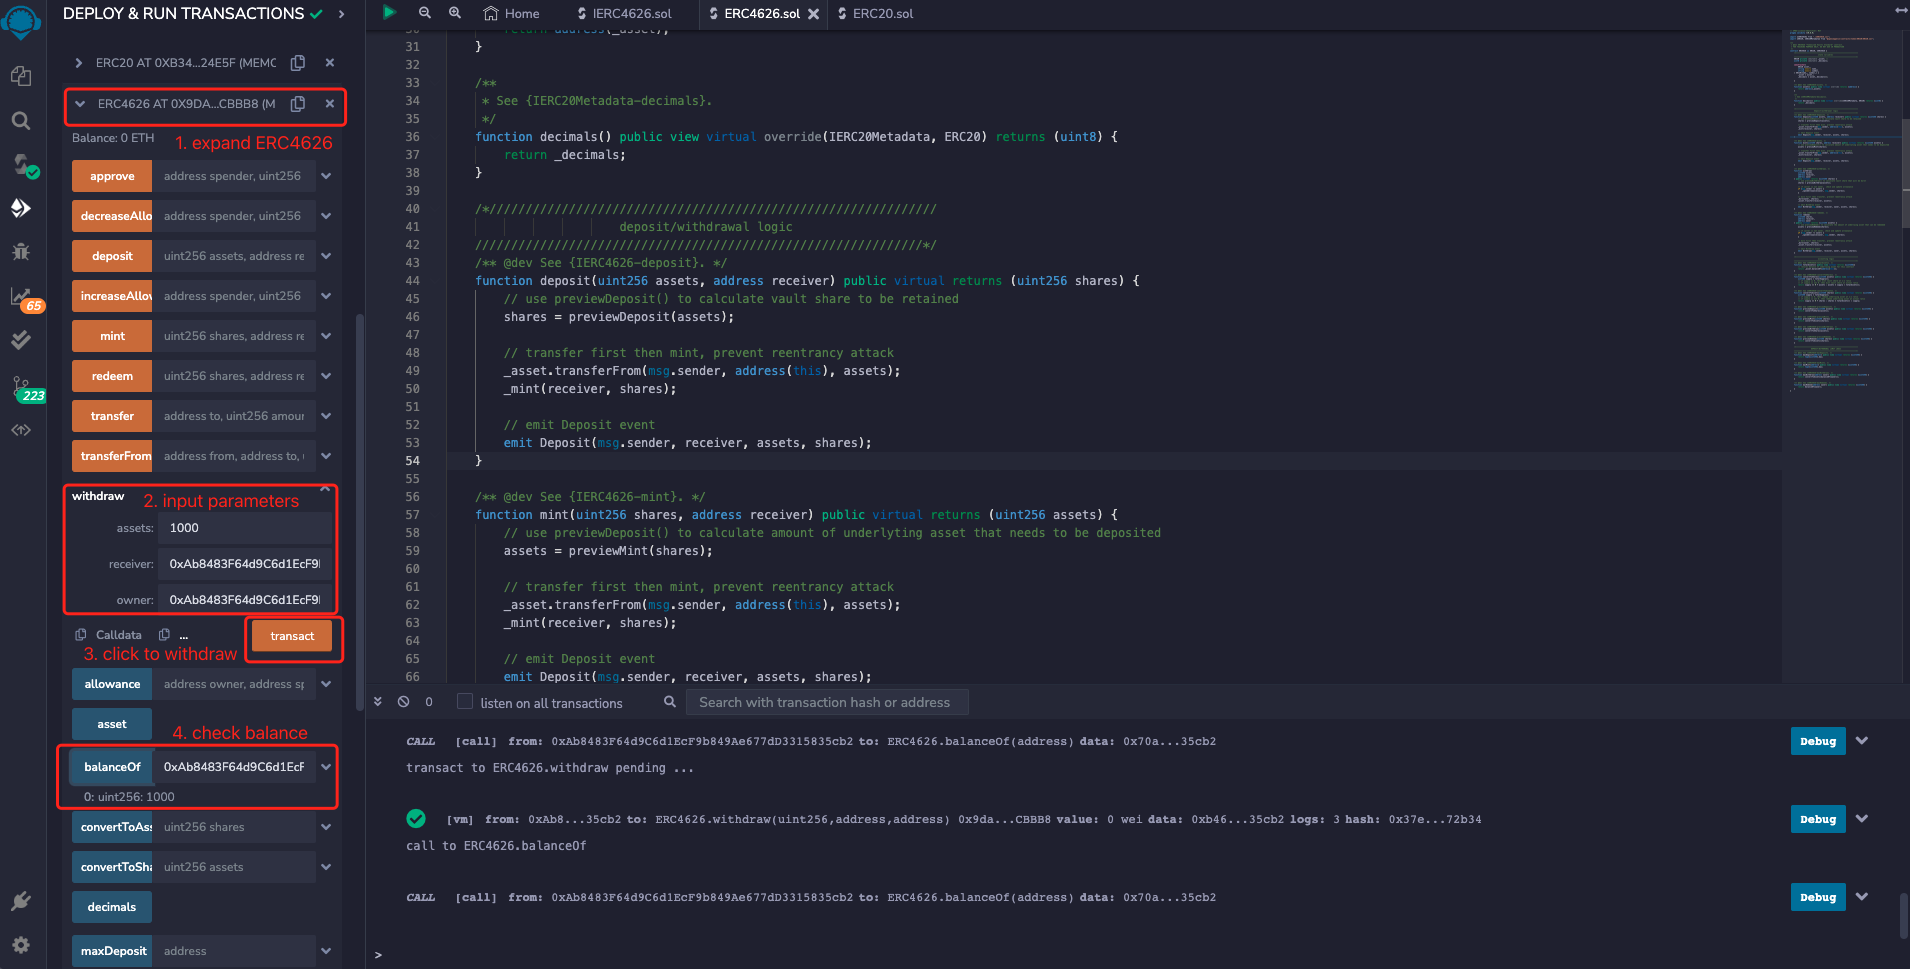 DEPLOY & RUN TRANSACTIONS
ERC20 AT 0XB34...24E5F (MEMC
ERC4626 AT 0X9DA...CBBB8 (M
Balance: 0 ETH
1. expand ERC4626
approve address spender, uint256
decreaseAllo address spender, uint256
deposit uint256 assets, address re
increaseAllov address spender, uint256
mint uint256 shares, address re
redeem uint256 shares, address re
transfer address to, uint256 amour
transferFrom address from, address to, u
withdraw
2. input parameters
assets: 1000
receiver: 0xAb8483F64d9C6d1EcF9
owner: 0xAb8483F64d9C6d1EcF9
Calldata ...
transact
3. click to withdraw
allowance address owner, address sp
asset
4. check balance
balanceOf 0xAb8483F64d9C6d1EcF
0: uint256: 1000
convertToAss uint256 shares
convertToSha uint256 assets
decimals
maxDeposit address
65
223
Home
IERC4626.sol
ERC4626.sol
ERC20.sol
30 return address(_asset);
31 }
32
33 /**
34 * See {IERC20Metadata-decimals}.
35 */
36 function decimals() public view virtual override(IERC20Metadata, ERC20) returns (uint8) {
37 return _decimals;
38 }
39
40 /*//////////////////////////////////////////////////////////////
41 deposit/withdrawal logic
42 //////////////////////////////////////////////////////////////*/
43 /** @dev See {IERC4626-deposit}. */
44 function deposit(uint256 assets, address receiver) public virtual returns (uint256 shares) {
45 // use previewDeposit() to calculate vault share to be retained
46 shares = previewDeposit(assets);
47
48 // transfer first then mint, prevent reentrancy attack
49 _asset.transferFrom(msg.sender, address(this), assets);
50 _mint(receiver, shares);
51
52 // emit Deposit event
53 emit Deposit(msg.sender, receiver, assets, shares);
54 }
55
56 /** @dev See {IERC4626-mint}. */
57 function mint(uint256 shares, address receiver) public virtual returns (uint256 assets) {
58 // use previewDeposit() to calculate amount of underlyting asset that needs to be deposited
59 assets = previewMint(shares);
60
61 // transfer first then mint, prevent reentrancy attack
62 _asset.transferFrom(msg.sender, address(this), assets);
63 _mint(receiver, shares);
64
65 // emit Deposit event
66 emit Deposit(msg.sender, receiver, assets, shares);
0 listen on all transactions Search with transaction hash or address
CALL [call] from: 0xAb8483F64d9C6d1EcF9b849Ae677dD3315835cb2 to: ERC4626.balanceOf(address) data: 0x70a...35cb2 Debug
transact to ERC4626.withdraw pending ...
[vm] from: 0xAb8...35cb2 to: ERC4626.withdraw(uint256,address,address) 0x9da...CBBB8 value: 0 wei data: 0xb46...35cb2 logs: 3 hash: 0x37e...72b34 Debug
call to ERC4626.balanceOf
CALL [call] from: 0xAb8483F64d9C6d1EcF9b849Ae677dD3315835cb2 to: ERC4626.balanceOf(address) data: 0x70a...35cb2 Debug
>